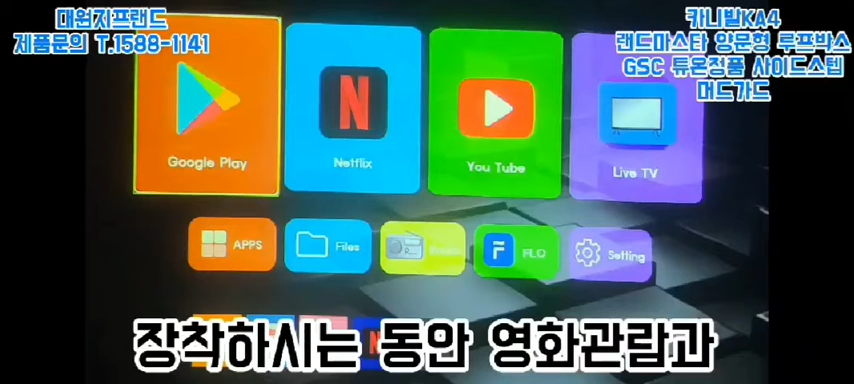 대원지프랜드
제품문의 T.1588-1141
카니발KA4
랜드마스타 양문형 루프박스
GSC 튜온정품 사이드스텝
머드가드
Google Play
Netflix
You Tube
Live TV
APPS
Files
FLO
Setting
장착하시는 동안 영화관람과